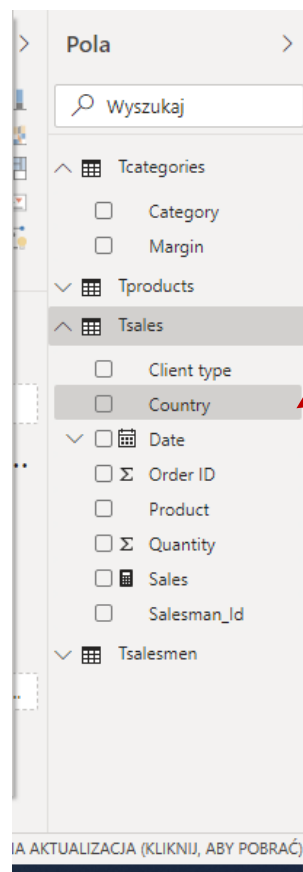 Pola
Wyszukaj
Tcategories
Category
Margin
Tproducts
Tsales
Client type
Country
Date
Σ Order ID
Product
Σ Quantity
Sales
Salesman_Id
Tsalesmen
AKTUALIZACJA (KLIKNIJ, ABY POBRAĆ)